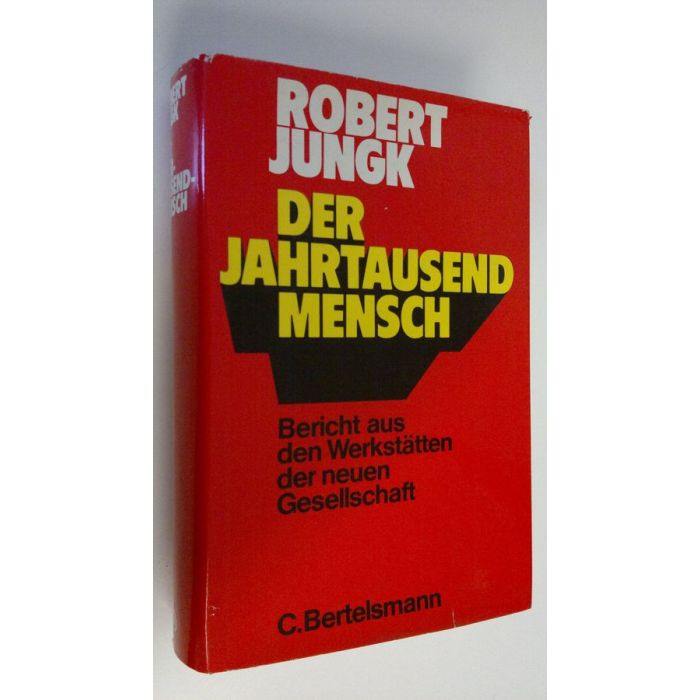 ROBERT
JUNGK
DER
JAHRTAUSEND
MENSCH
Bericht aus
den Werkstätten
der neuen
Gesellschaft
C.Bertelsmann